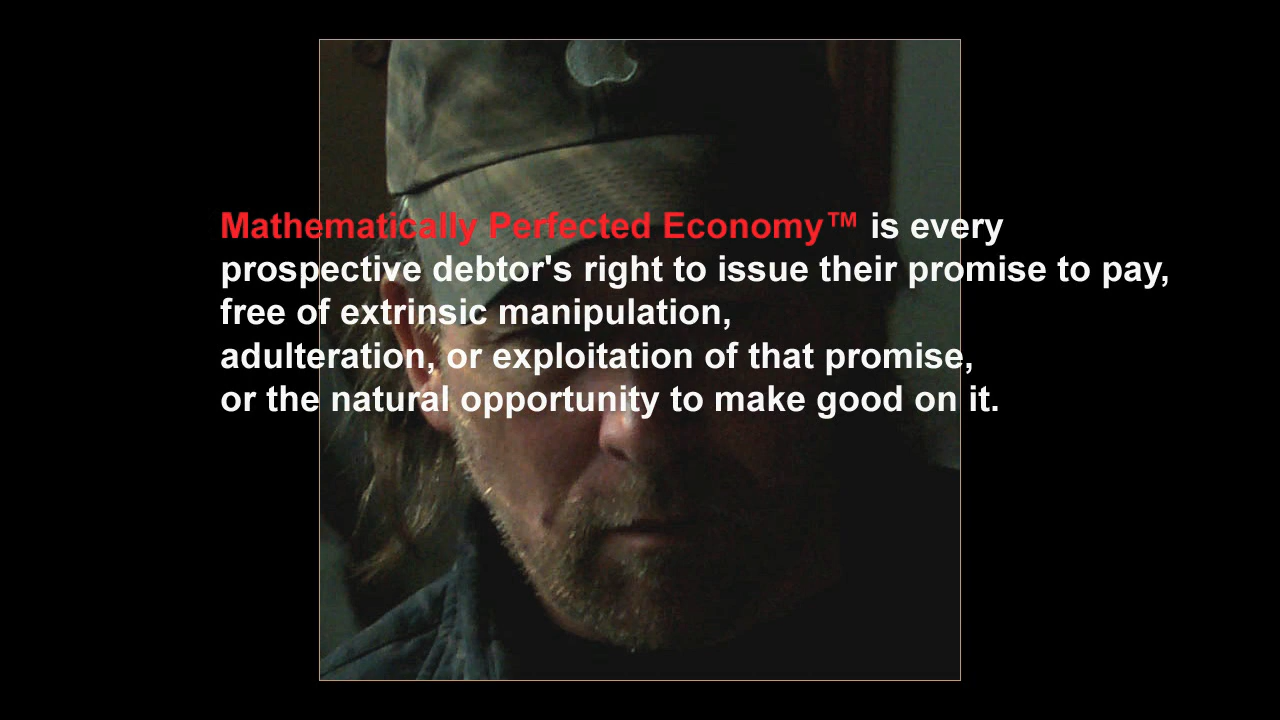 Mathematically Perfected Economy™ is every
prospective debtor's right to issue their promise to pay,
free of extrinsic manipulation,
adulteration, or exploitation of that promise,
or the natural opportunity to make good on it.